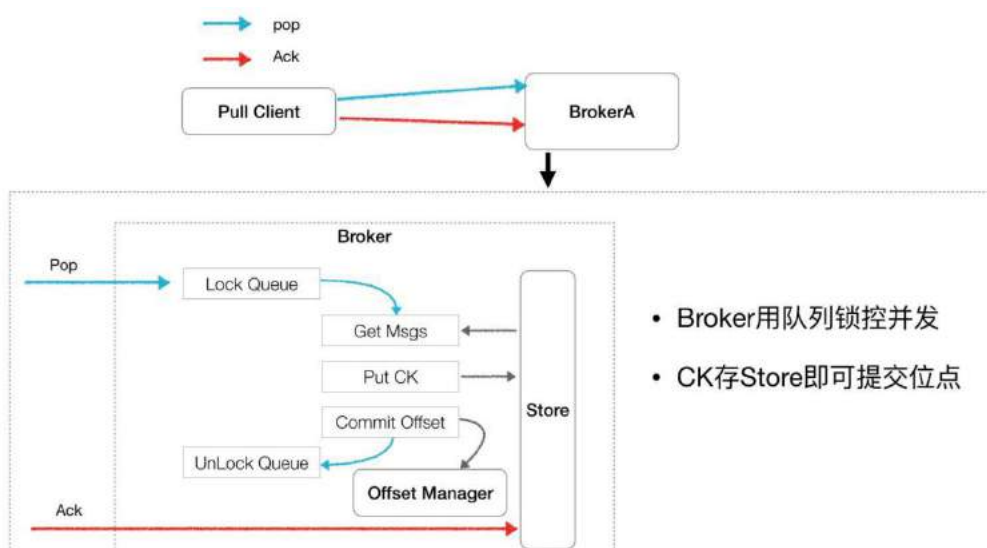 pop
Ack
Pull Client
BrokerA
Broker
Pop
Lock Queue
Get Msgs
Put CK
Commit Offset
UnLock Queue
Offset Manager
Store
Ack
• Broker用队列锁控并发
• CK存Store即可提交位点